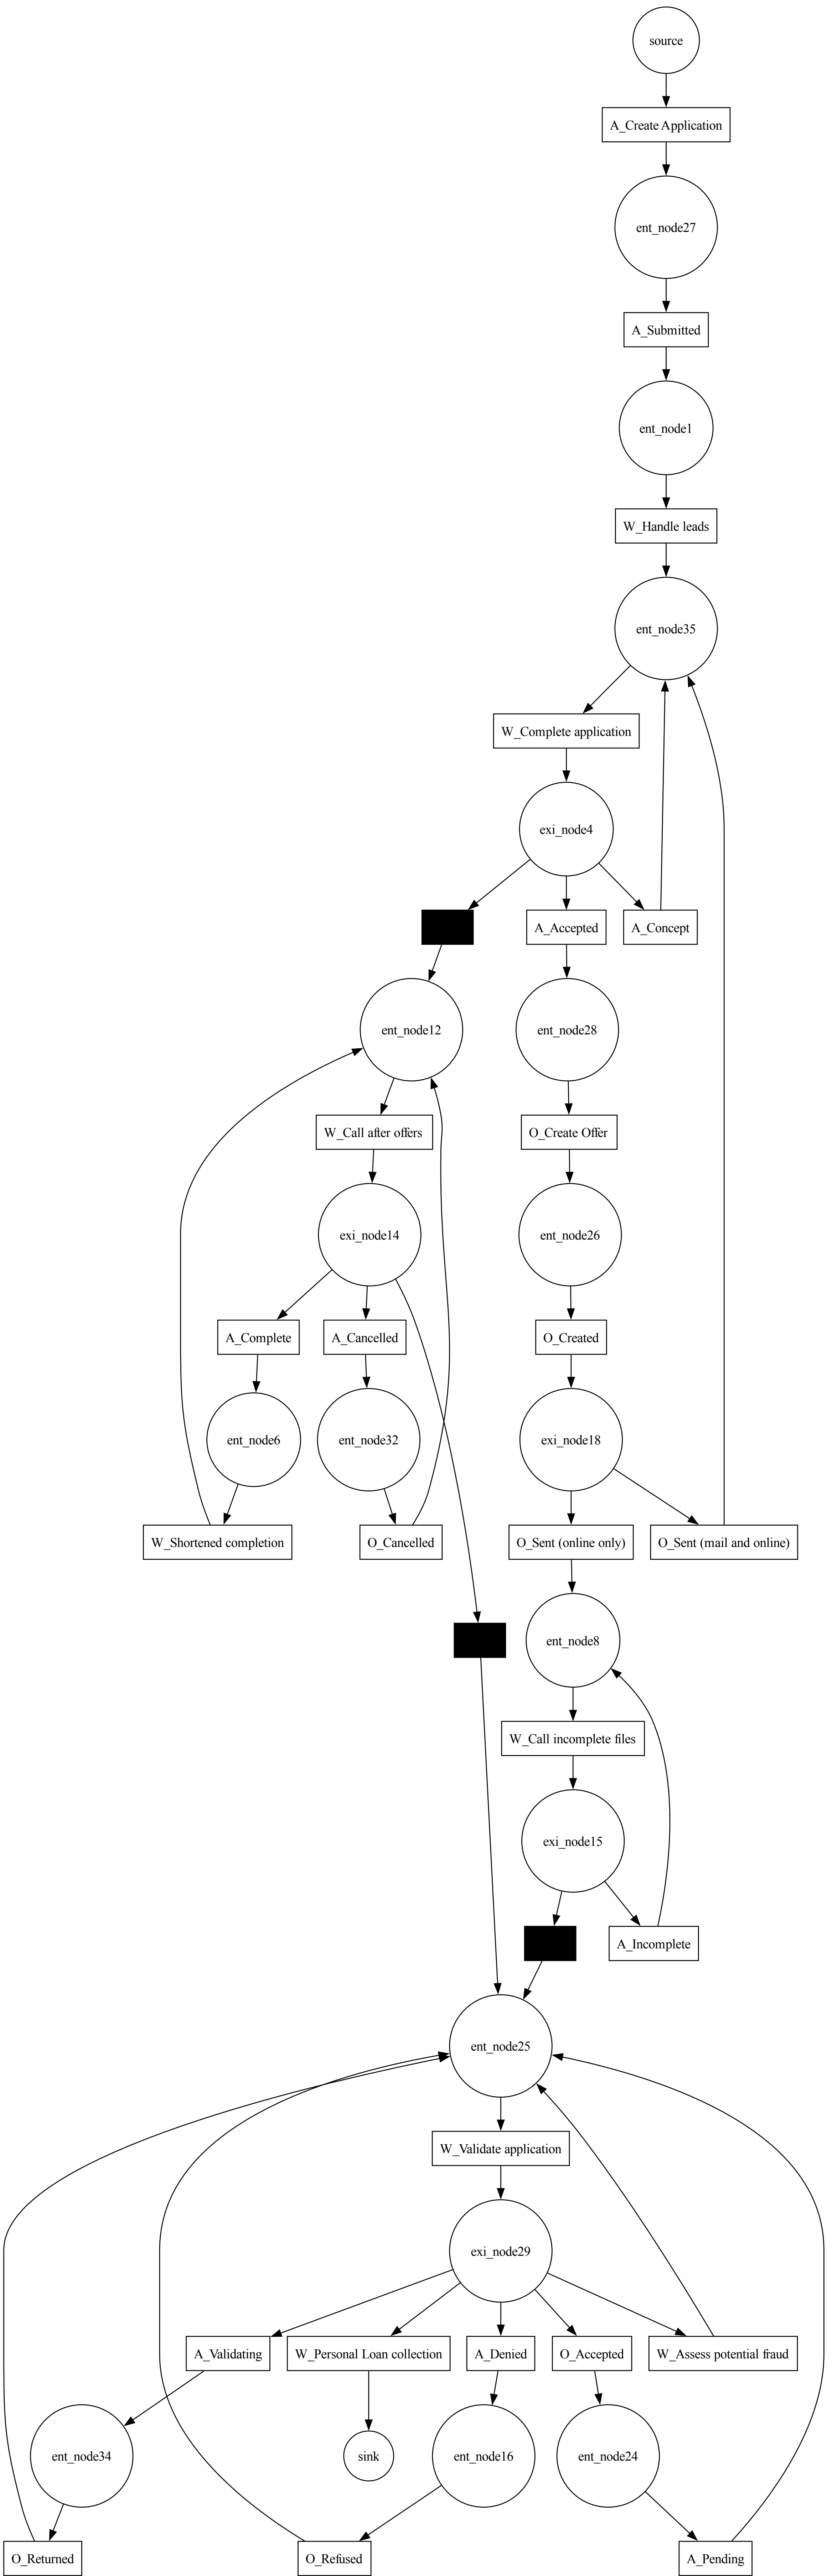 source
A_Create Application
ent_node27
A_Submitted
ent_node1
W_Handle leads
ent_node35
W_Complete application
exi_node4
A_Accepted
A_Concept
ent_node12
ent_node28
W_Call after offers
O_Create Offer
exi_node14
ent_node26
A_Complete
A_Cancelled
O_Created
ent_node6
ent_node32
exi_node18
W_Shortened completion
O_Cancelled
O_Sent (online only)
O_Sent (mail and online)
ent_node8
W_Call incomplete files
exi_node15
A_Incomplete
ent_node25
W_Validate application
exi_node29
A_Validating
W_Personal Loan collection
A_Denied
O_Accepted
W_Assess potential fraud
ent_node34
sink
ent_node16
ent_node24
O_Returned
O_Refused
A_Pending